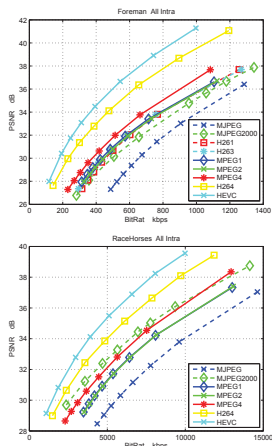 Foreman All Intra
42
40
38
36
34
32
30
28
26
PSNR dB
0 200 400 600 800 1000 1200 1400
BitRat kbps
MJPEG
MJPEG2000
H261
H263
MPEG1
MPEG2
MPEG4
H264
HEVC
RaceHorses All Intra
40
38
36
34
32
30
28
PSNR dB
5000 10000 15000
BitRat kbps
MJPEG
MJPEG2000
MPEG1
MPEG2
MPEG4
H264
HEVC